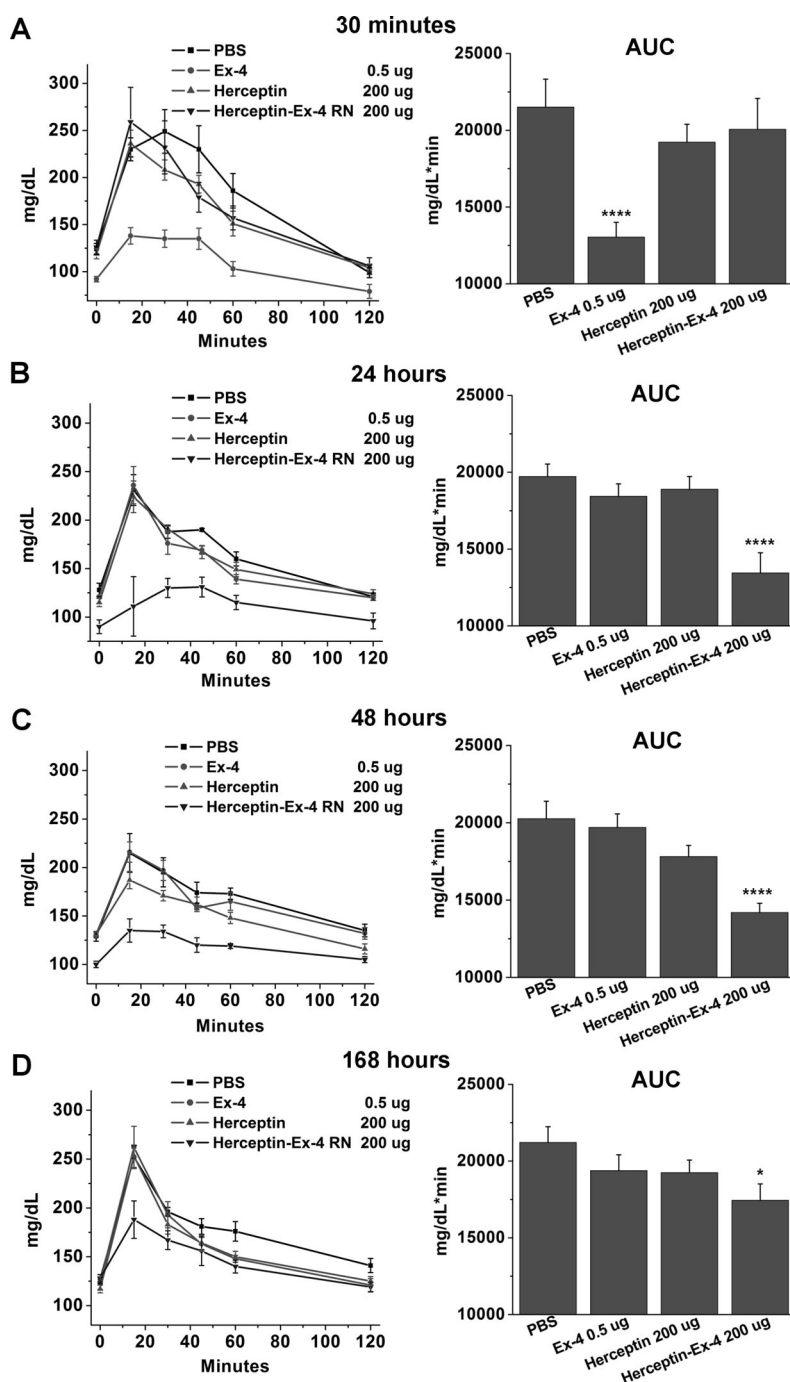 A
30 minutes
PBS
Ex-4 0.5 ug
Herceptin 200 ug
Herceptin-Ex-4 RN 200 ug
300
250
200
150
100
mg/dL
0 20 40 60 80 100 120
Minutes
AUC
25000
20000
15000
10000
mg/dL*min
****
PBS
Ex-4 0.5 ug
Herceptin 200 ug
Herceptin-Ex-4 200 ug
B
24 hours
PBS
Ex-4 0.5 ug
Herceptin 200 ug
Herceptin-Ex-4 RN 200 ug
300
250
200
150
100
mg/dL
0 20 40 60 80 100 120
Minutes
AUC
25000
20000
15000
10000
mg/dL*min
****
PBS
Ex-4 0.5 ug
Herceptin 200 ug
Herceptin-Ex-4 200 ug
C
48 hours
PBS
Ex-4 0.5 ug
Herceptin 200 ug
Herceptin-Ex-4 RN 200 ug
300
250
200
150
100
mg/dL
0 20 40 60 80 100 120
Minutes
AUC
25000
20000
15000
10000
mg/dL*min
****
PBS
Ex-4 0.5 ug
Herceptin 200 ug
Herceptin-Ex-4 200 ug
D
168 hours
PBS
Ex-4 0.5 ug
Herceptin 200 ug
Herceptin-Ex-4 RN 200 ug
300
250
200
150
100
mg/dL
0 20 40 60 80 100 120
Minutes
AUC
25000
20000
15000
10000
mg/dL*min
*
PBS
Ex-4 0.5 ug
Herceptin 200 ug
Herceptin-Ex-4 200 ug